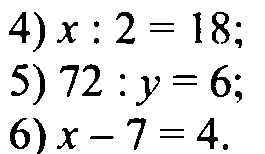 4) x : 2 = 18;
5) 72 : y = 6;
6) x – 7 = 4.